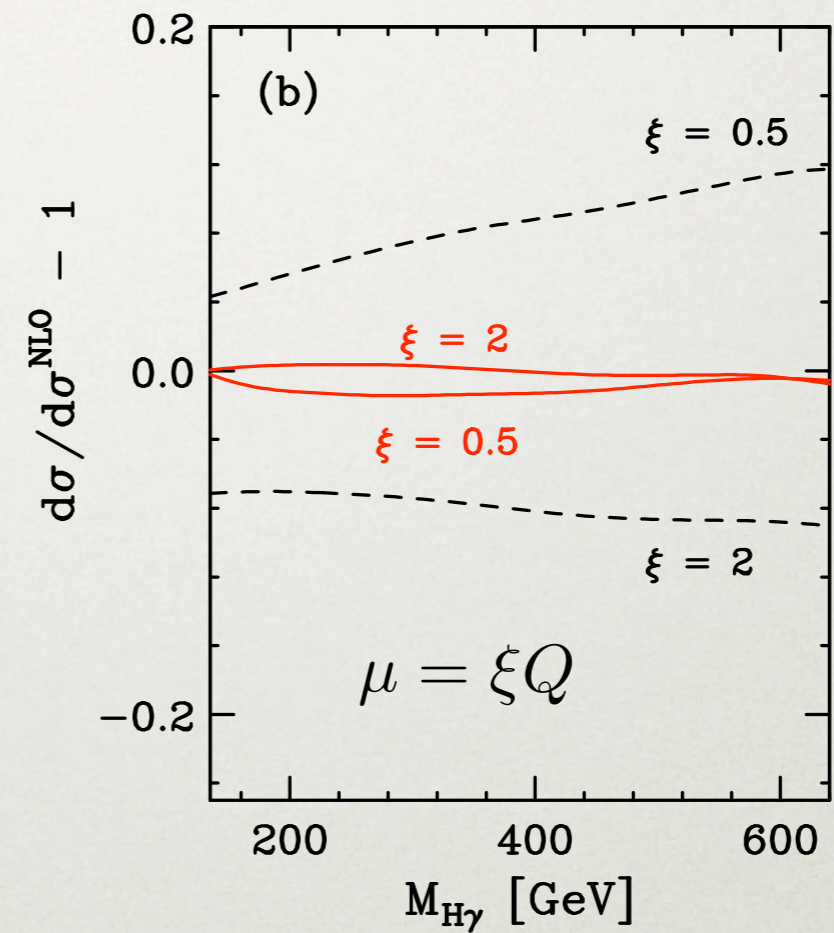 0.2
(b)
ξ = 0.5
dσ/dσ^NLO − 1
ξ = 2
0.0
ξ = 0.5
ξ = 2
μ = ξQ
−0.2
200 400 600
M_Hγ [GeV]